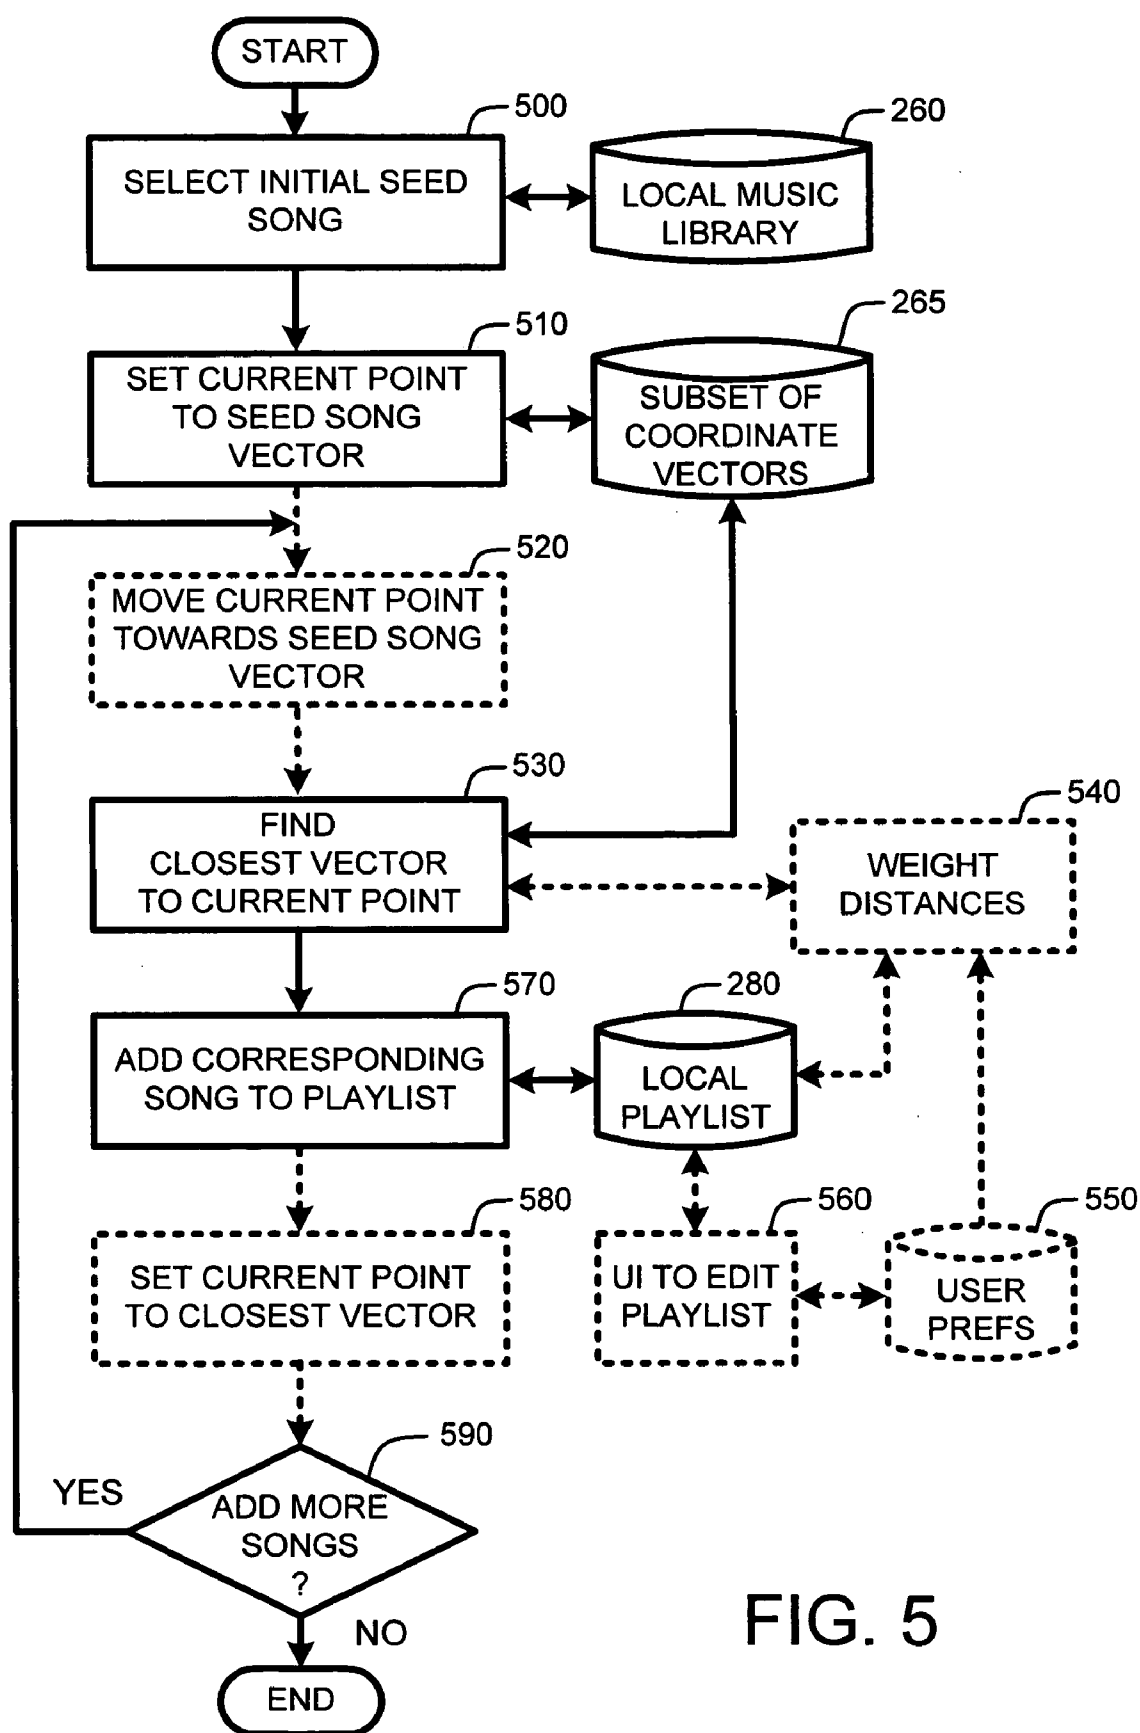 START
500
SELECT INITIAL SEED
SONG
260
LOCAL MUSIC
LIBRARY
510
SET CURRENT POINT
TO SEED SONG
VECTOR
265
SUBSET OF
COORDINATE
VECTORS
520
MOVE CURRENT POINT
TOWARDS SEED SONG
VECTOR
530
FIND
CLOSEST VECTOR
TO CURRENT POINT
540
WEIGHT
DISTANCES
570
ADD CORRESPONDING
SONG TO PLAYLIST
280
LOCAL
PLAYLIST
580
SET CURRENT POINT
TO CLOSEST VECTOR
560
UI TO EDIT
PLAYLIST
550
USER
PREFS
590
YES
ADD MORE
SONGS
?
NO
END
FIG. 5